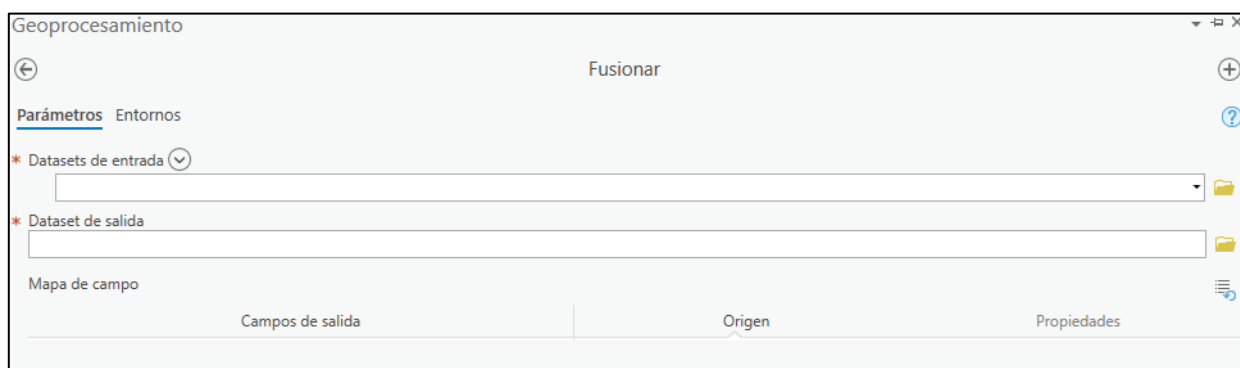 Geoprocesamiento
Fusionar
Parámetros Entornos
* Datasets de entrada
* Dataset de salida
Mapa de campo
Campos de salida Origen Propiedades